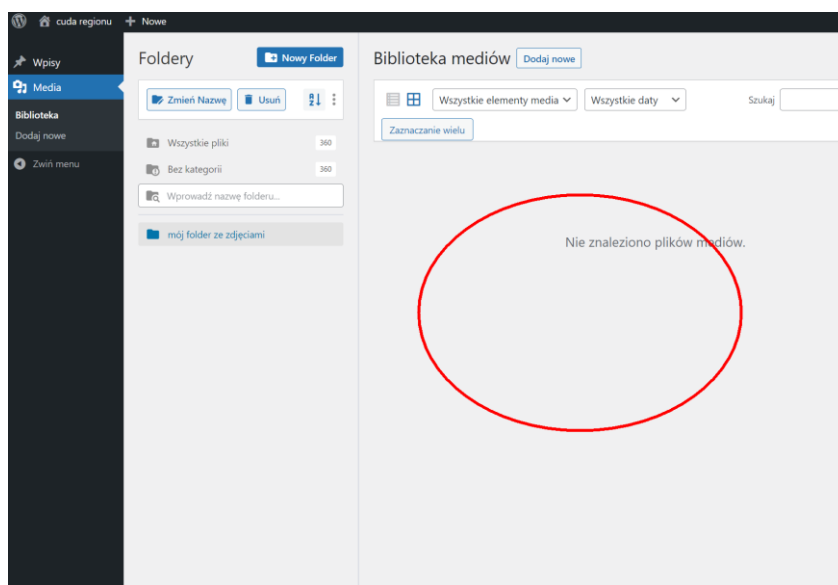 cuda regionu + Nowe
Wpisy
Media
Biblioteka
Dodaj nowe
Zwiń menu
Foldery
Nowy Folder
Zmień Nazwę
Usuń
Wszystkie pliki 360
Bez kategorii 360
Wprowadź nazwę folderu...
mój folder ze zdjęciami
Biblioteka mediów Dodaj nowe
Wszystkie elementy media Wszystkie daty Szukaj
Zaznaczanie wielu
Nie znaleziono plików mediów.